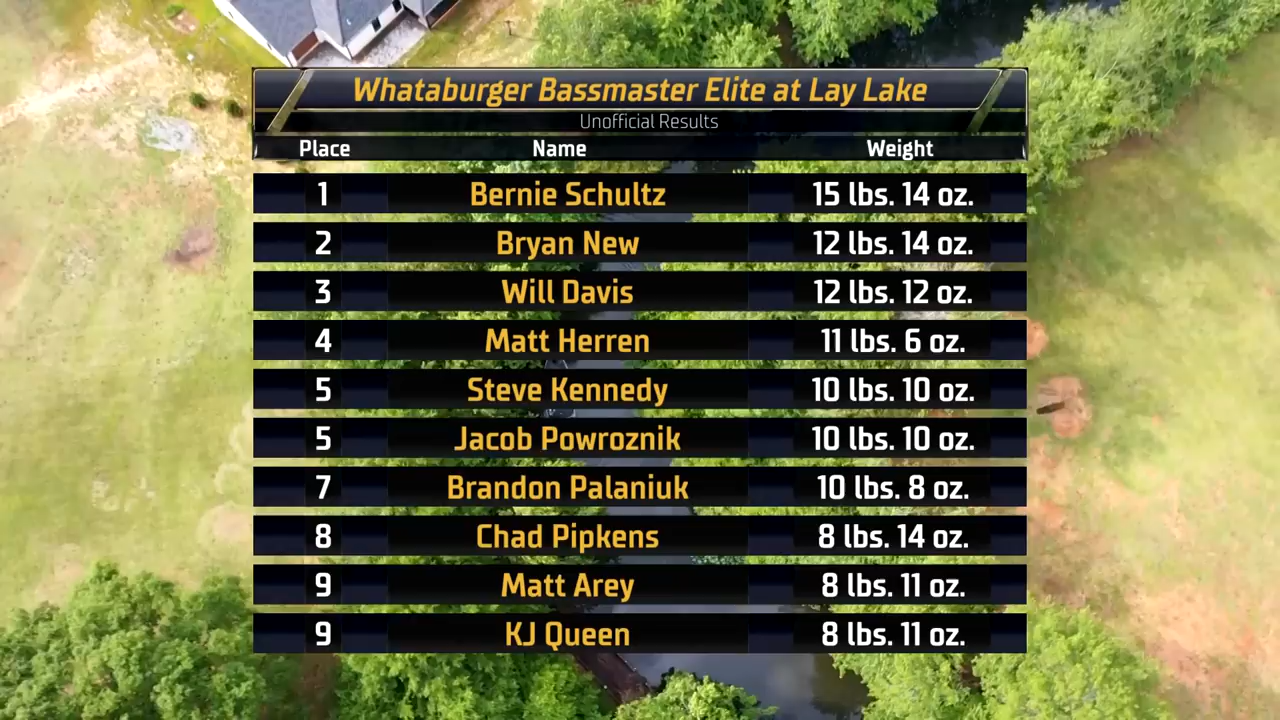 Whataburger Bassmaster Elite at Lay Lake
Unofficial Results
Place Name Weight
1 Bernie Schultz 15 lbs. 14 oz.
2 Bryan New 12 lbs. 14 oz.
3 Will Davis 12 lbs. 12 oz.
4 Matt Herren 11 lbs. 6 oz.
5 Steve Kennedy 10 lbs. 10 oz.
5 Jacob Powroznik 10 lbs. 10 oz.
7 Brandon Palaniuk 10 lbs. 8 oz.
8 Chad Pipkens 8 lbs. 14 oz.
9 Matt Arey 8 lbs. 11 oz.
9 KJ Queen 8 lbs. 11 oz.